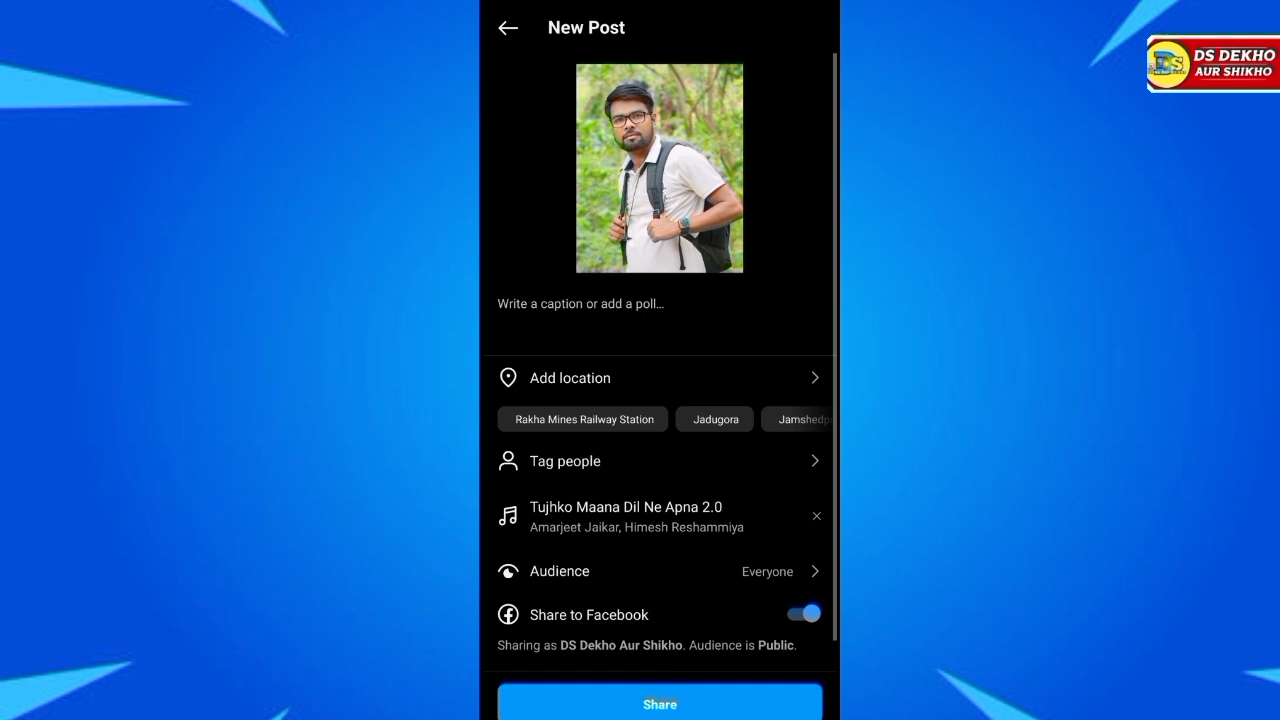 New Post
DS DEKHO
AUR SHIKHO
DS
Write a caption or add a poll...
Add location
Rakha Mines Railway Station
Jadugora
Tag people
Tujhko Maana Dil Ne Apna 2.0
Amarjeet Jaikar, Himesh Reshammiya
Audience
Everyone
Share to Facebook
Sharing as DS Dekho Aur Shikho. Audience is Public.
Share